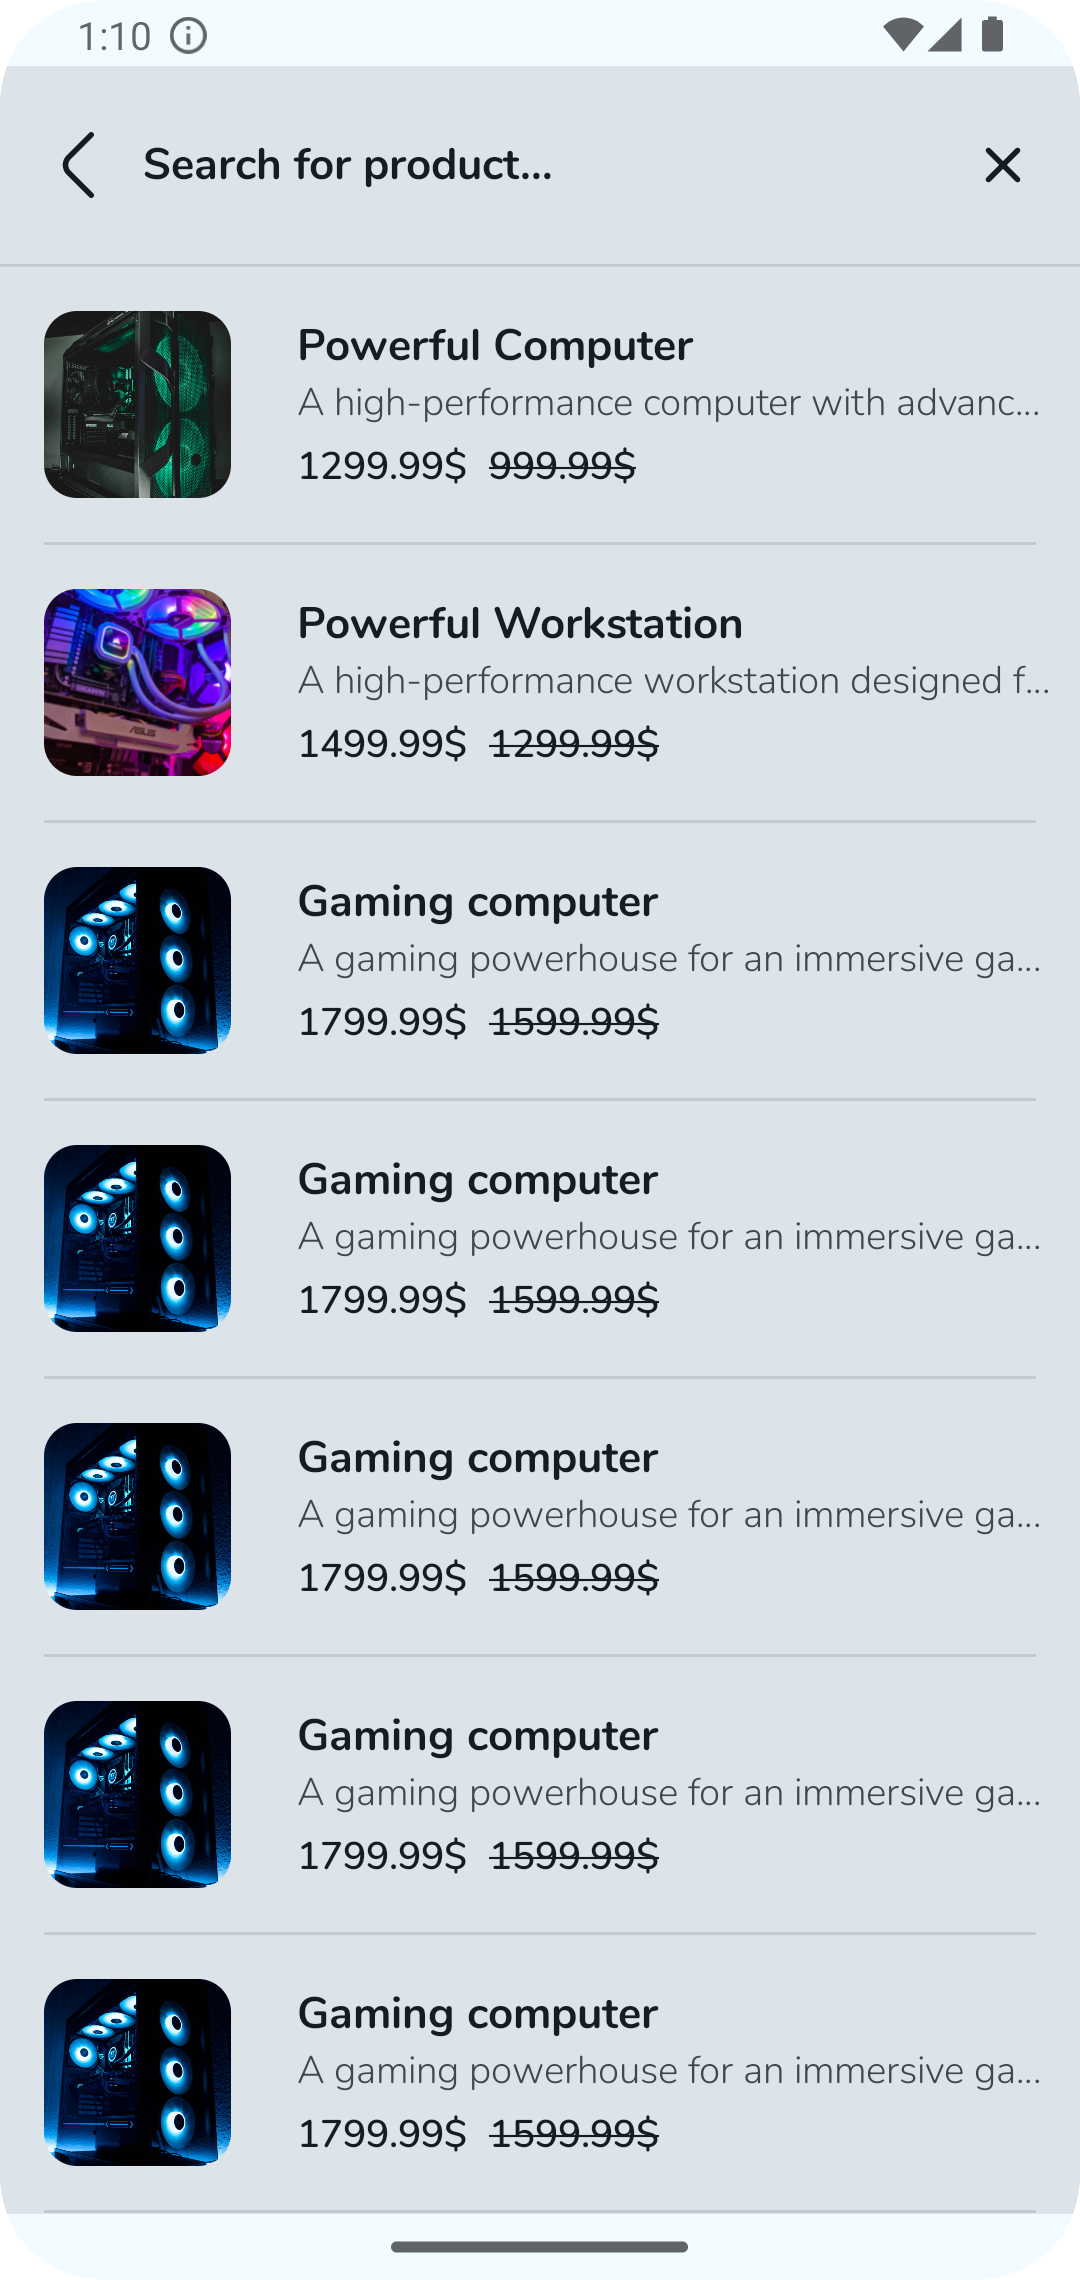 1:10
Search for product...
Powerful Computer
A high-performance computer with advanc...
1299.99$ 999.99$
Powerful Workstation
A high-performance workstation designed f...
1499.99$ 1299.99$
Gaming computer
A gaming powerhouse for an immersive ga...
1799.99$ 1599.99$
Gaming computer
A gaming powerhouse for an immersive ga...
1799.99$ 1599.99$
Gaming computer
A gaming powerhouse for an immersive ga...
1799.99$ 1599.99$
Gaming computer
A gaming powerhouse for an immersive ga...
1799.99$ 1599.99$
Gaming computer
A gaming powerhouse for an immersive ga...
1799.99$ 1599.99$